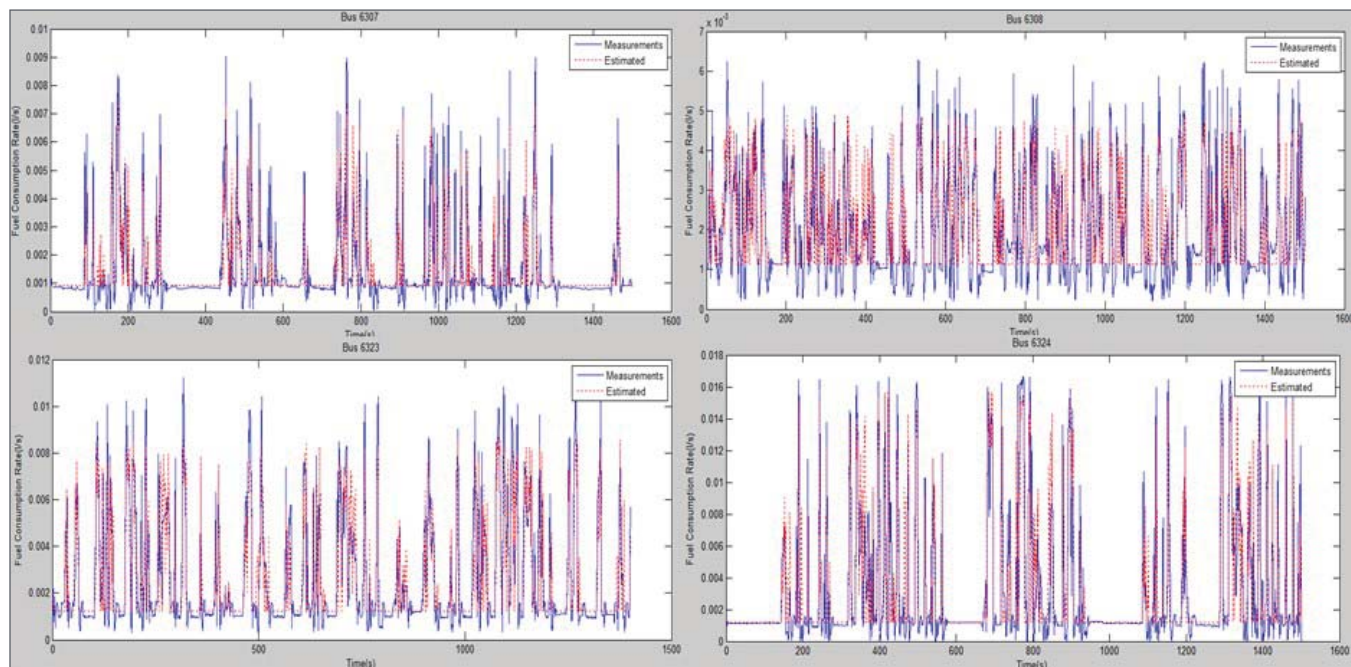 Bus 6307
Fuel Consumption Rate(l/s)
0.01
0.009
0.008
0.007
0.006
0.005
0.004
0.003
0.002
0.001
0
0 200 400 600 800 1000 1200 1400 1600
Time(s)
Measurements
Estimated
Bus 6308
x 10⁻³
Fuel Consumption Rate(l/s)
7
6
5
4
3
2
1
0
0 200 400 600 800 1000 1200 1400 1600
Time(s)
Measurements
Estimated
Bus 6323
Fuel Consumption Rate(l/s)
0.012
0.01
0.008
0.006
0.004
0.002
0
0 500 1000 1500
Time(s)
Measurements
Estimated
Bus 6324
Fuel Consumption Rate(l/s)
0.018
0.016
0.014
0.012
0.01
0.008
0.006
0.004
0.002
0
0 200 400 600 800 1000 1200 1400 1600
Time(s)
Measurements
Estimated